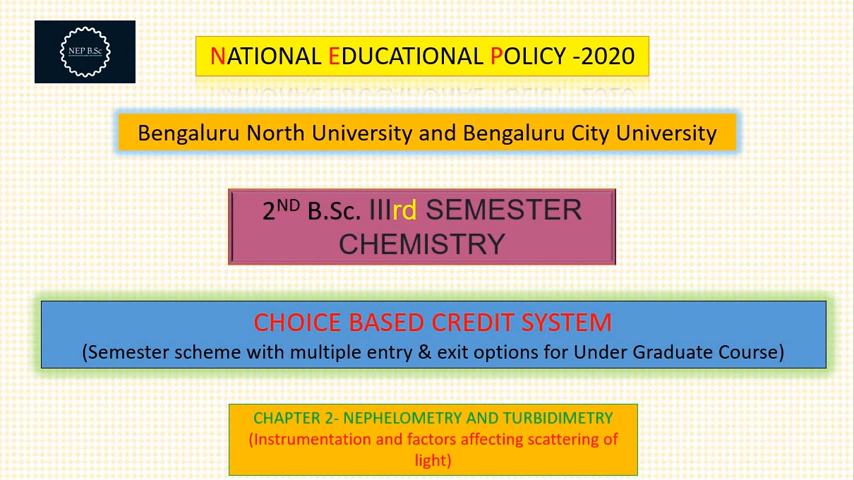 NEP B.Sc
NATIONAL EDUCATIONAL POLICY -2020
Bengaluru North University and Bengaluru City University
2ND B.Sc. IIIrd SEMESTER
CHEMISTRY
CHOICE BASED CREDIT SYSTEM
(Semester scheme with multiple entry & exit options for Under Graduate Course)
CHAPTER 2- NEPHELOMETRY AND TURBIDIMETRY
(Instrumentation and factors affecting scattering of
light)